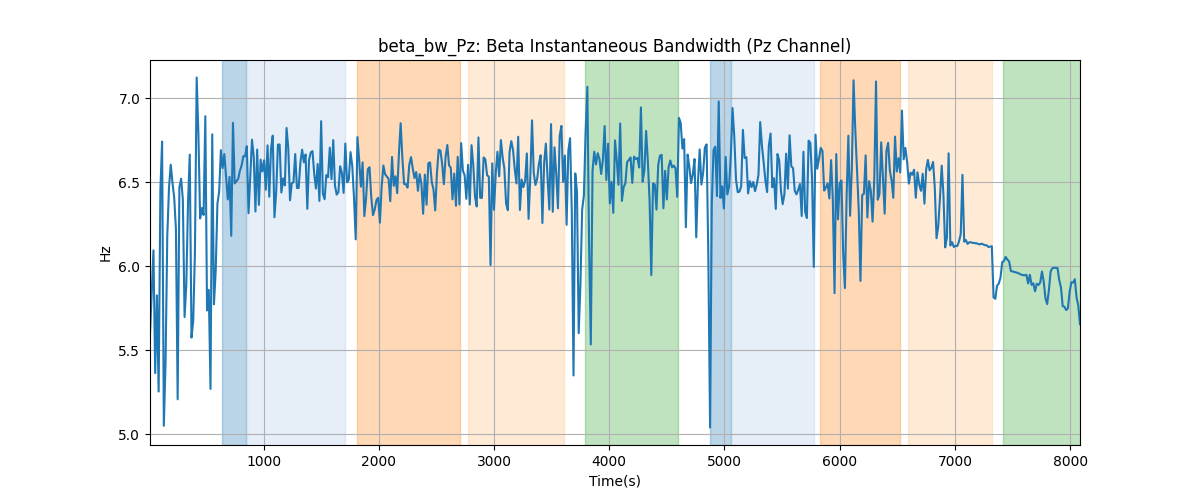 beta_bw_Pz: Beta Instantaneous Bandwidth (Pz Channel)
7.0
6.5
6.0
5.5
5.0
Hz
1000 2000 3000 4000 5000 6000 7000 8000
Time(s)